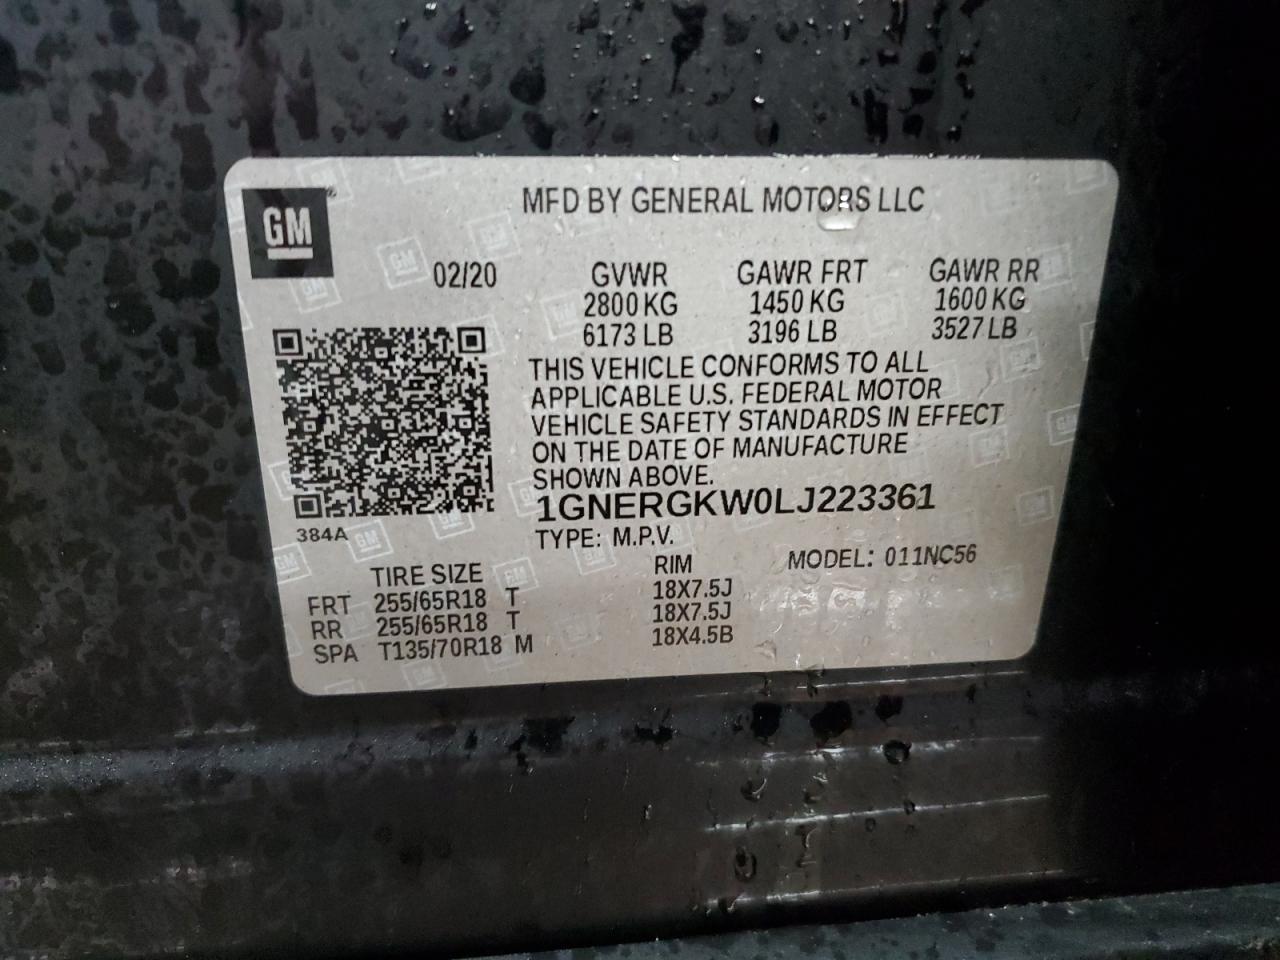 GM
MFD BY GENERAL MOTORS LLC
02/20 GVWR GAWR FRT GAWR RR
2800 KG 1450 KG 1600 KG
6173 LB 3196 LB 3527 LB
THIS VEHICLE CONFORMS TO ALL
APPLICABLE U.S. FEDERAL MOTOR
VEHICLE SAFETY STANDARDS IN EFFECT
ON THE DATE OF MANUFACTURE
SHOWN ABOVE.
1GNERGKW0LJ223361
384A
TYPE: M.P.V.
MODEL: 011NC56
TIRE SIZE RIM
FRT 255/65R18 T 18X7.5J
RR 255/65R18 T 18X7.5J
SPA T135/70R18 M 18X4.5B